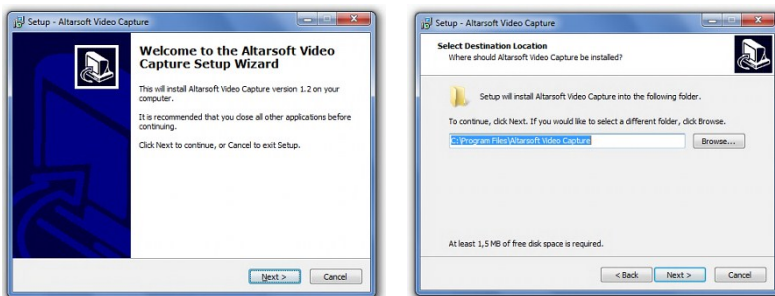 Setup - Altarsoft Video Capture
Welcome to the Altarsoft Video
Capture Setup Wizard
This will install Altarsoft Video Capture version 1.2 on your
computer.
It is recommended that you close all other applications before
continuing.
Click Next to continue, or Cancel to exit Setup.
Next >
Cancel
Setup - Altarsoft Video Capture
Select Destination Location
Where should Altarsoft Video Capture be installed?
Setup will install Altarsoft Video Capture into the following folder.
To continue, click Next. If you would like to select a different folder, click Browse.
C:\Program Files\Altarsoft Video Capture
Browse...
At least 1,5 MB of free disk space is required.
< Back
Next >
Cancel